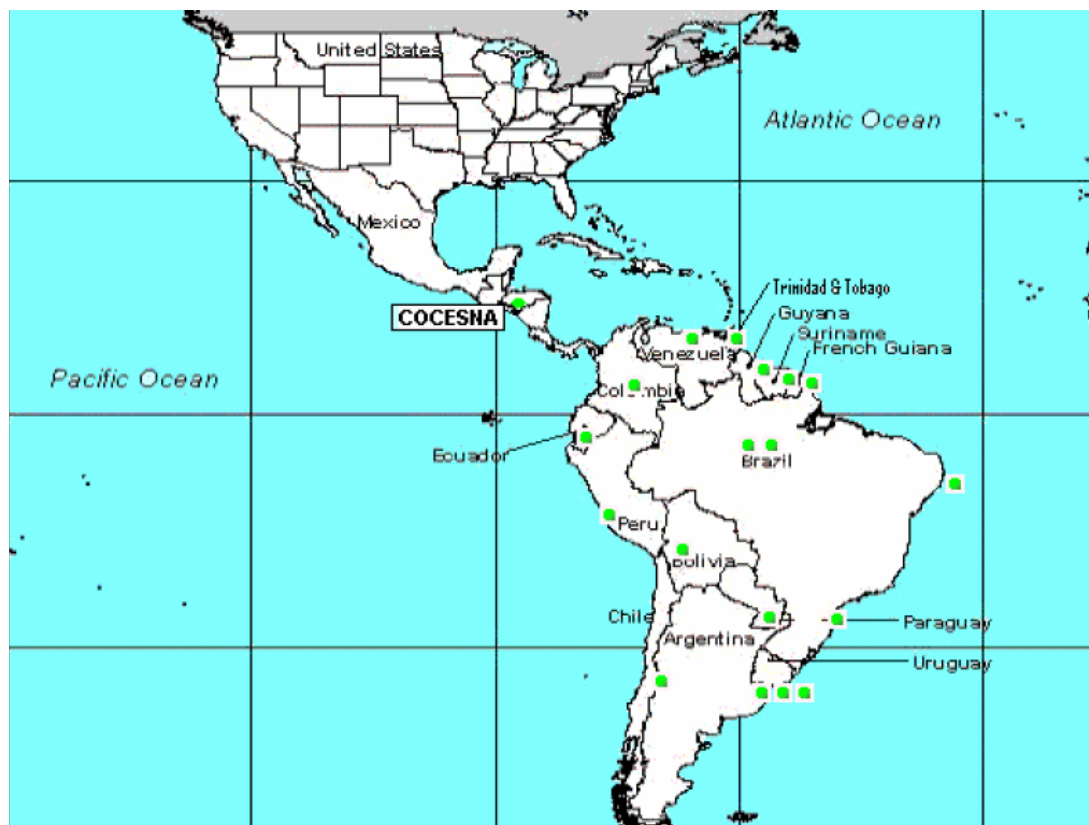 United States
Atlantic Ocean
Mexico
Trinidad & Tobago
COCESNA
Guyana
Suriname
Venezuela
French Guiana
Pacific Ocean
Colombia
Ecuador
Brazil
Peru
Bolivia
Chile
Paraguay
Argentina
Uruguay